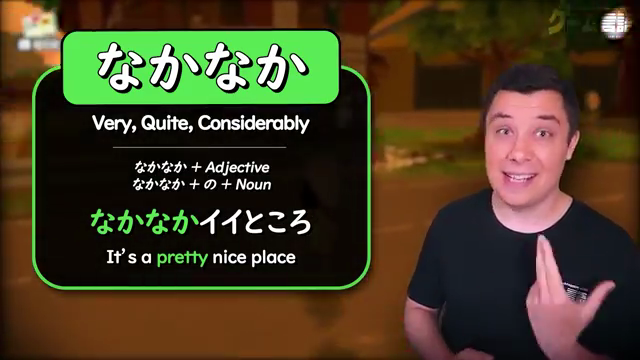 なかなか
Very, Quite, Considerably
なかなか + Adjective
なかなか + の + Noun
なかなかイイところ
It's a pretty nice place